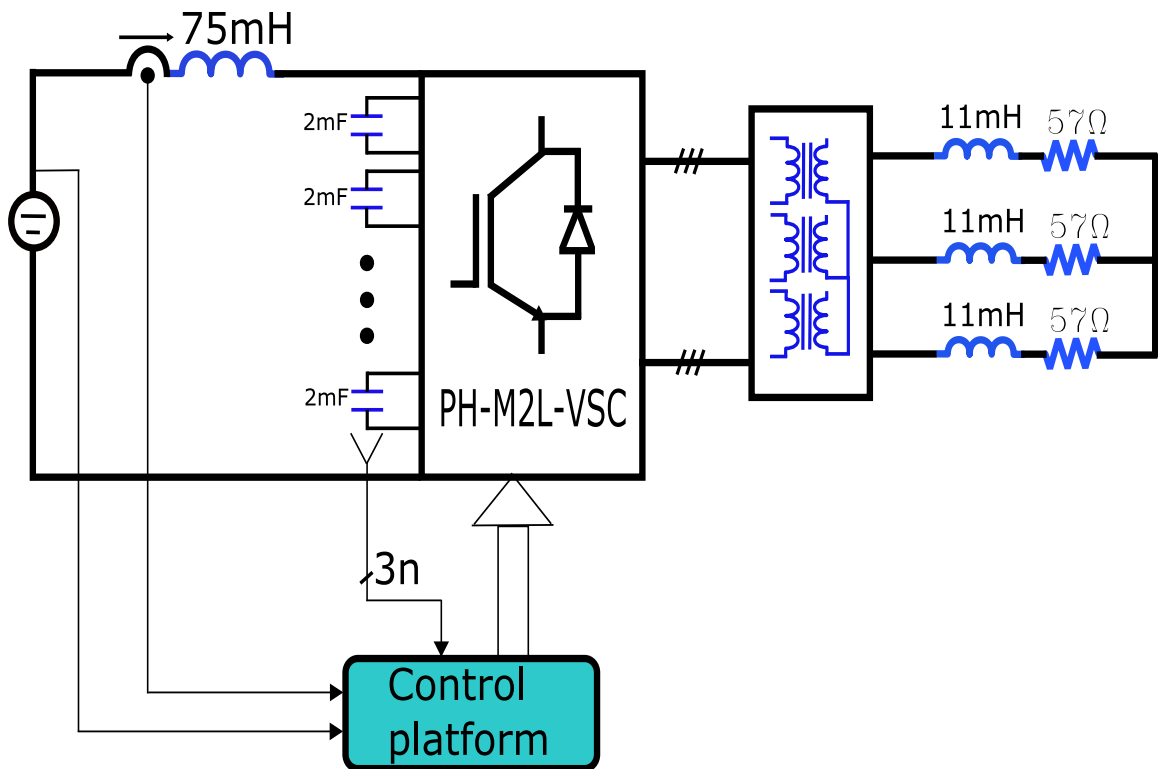 75mH
2mF
2mF
2mF
PH-M2L-VSC
11mH
57Ω
11mH
57Ω
11mH
57Ω
3n
Control
platform